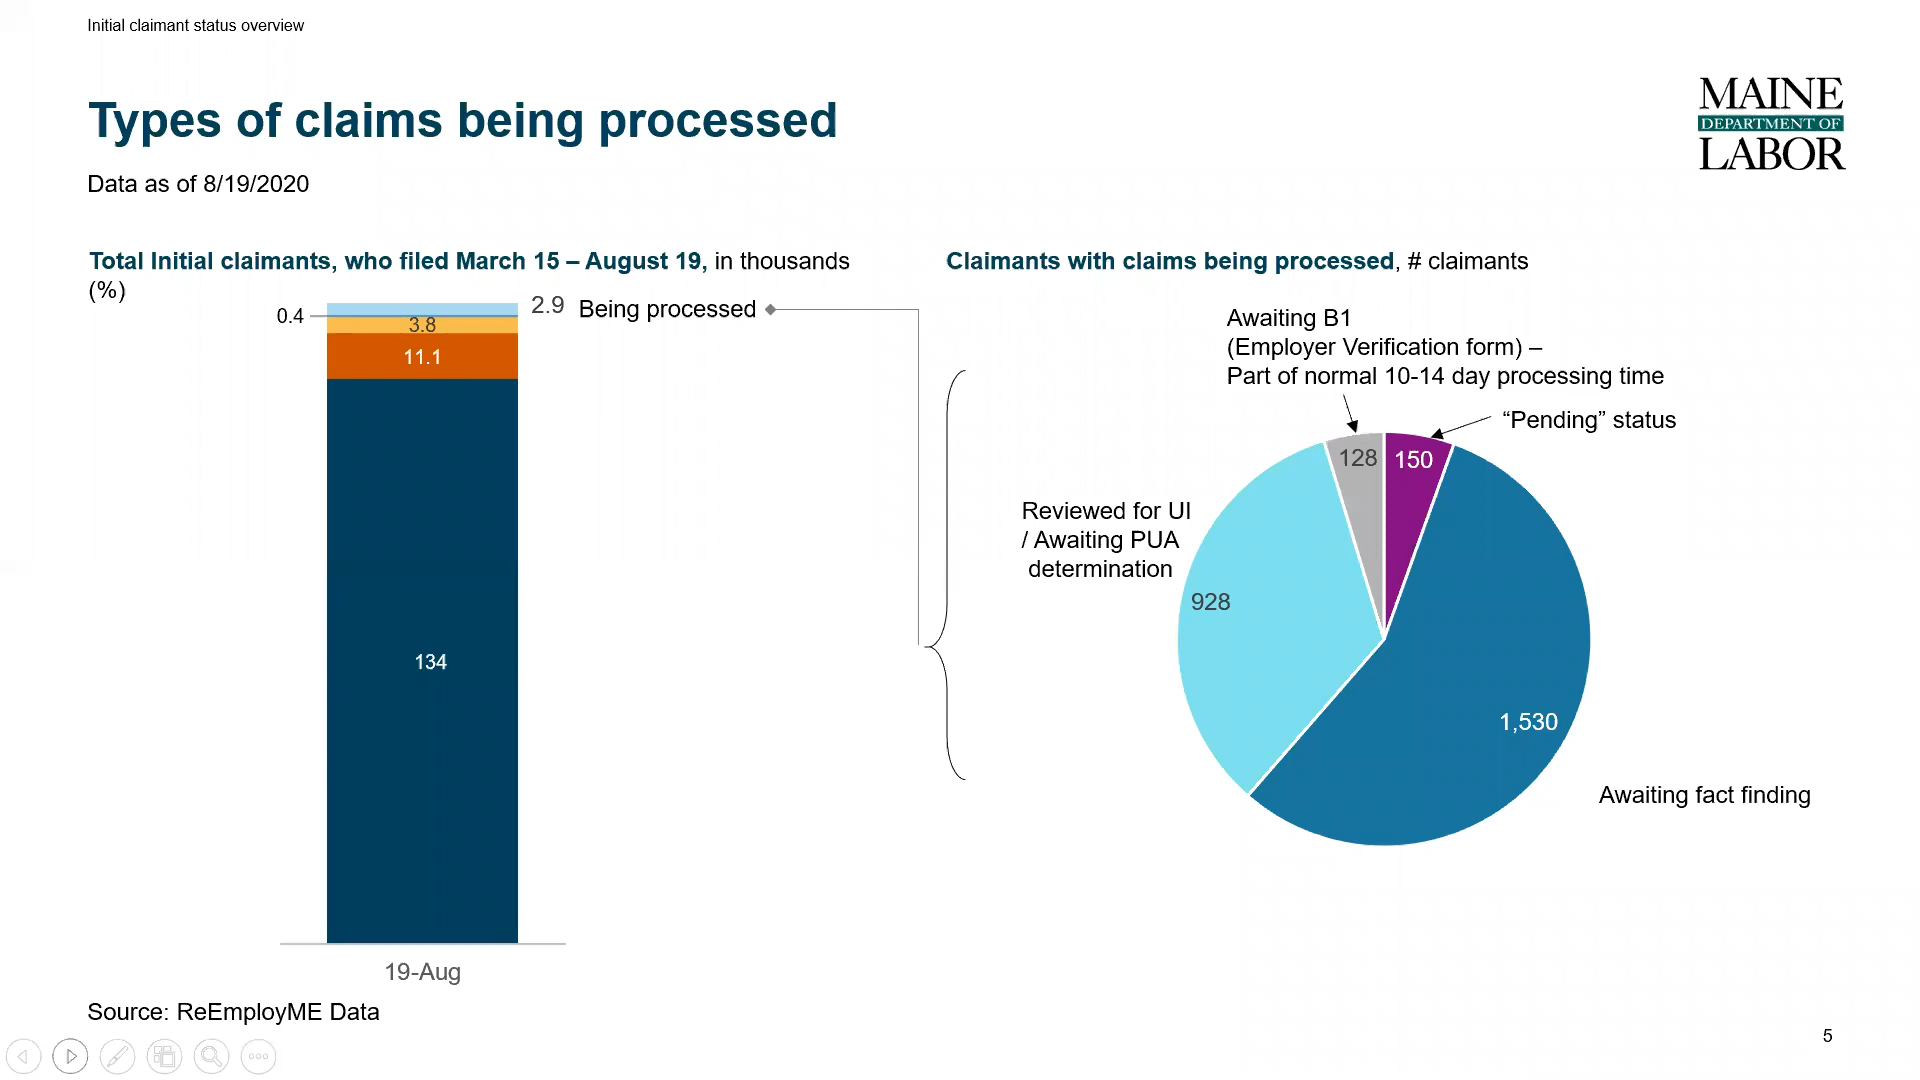 Initial claimant status overview
Types of claims being processed
MAINE
DEPARTMENT OF
LABOR
Data as of 8/19/2020
Total Initial claimants, who filed March 15 – August 19, in thousands
(%)
0.4
3.8
2.9
Being processed
11.1
134
19-Aug
Claimants with claims being processed, # claimants
Awaiting B1
(Employer Verification form) –
Part of normal 10-14 day processing time
“Pending” status
128
150
Reviewed for UI
/ Awaiting PUA
determination
928
1,530
Awaiting fact finding
Source: ReEmployME Data
5